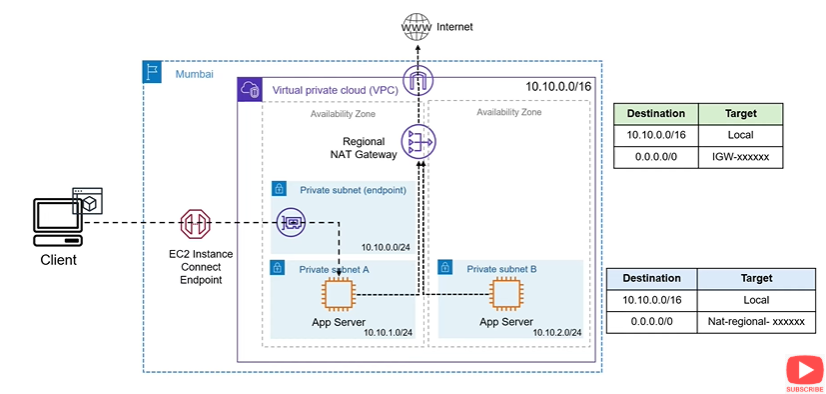 www
Internet
Mumbai
Virtual private cloud (VPC)
10.10.0.0/16
Availability Zone
Availability Zone
Regional
NAT Gateway
Destination
Target
10.10.0.0/16
Local
0.0.0.0/0
IGW-xxxxxx
Private subnet (endpoint)
10.10.0.0/24
Client
EC2 Instance
Connect
Endpoint
Private subnet A
App Server
10.10.1.0/24
Private subnet B
App Server
10.10.2.0/24
Destination
Target
10.10.0.0/16
Local
0.0.0.0/0
Nat-regional- xxxxxx
SUBSCRIBE